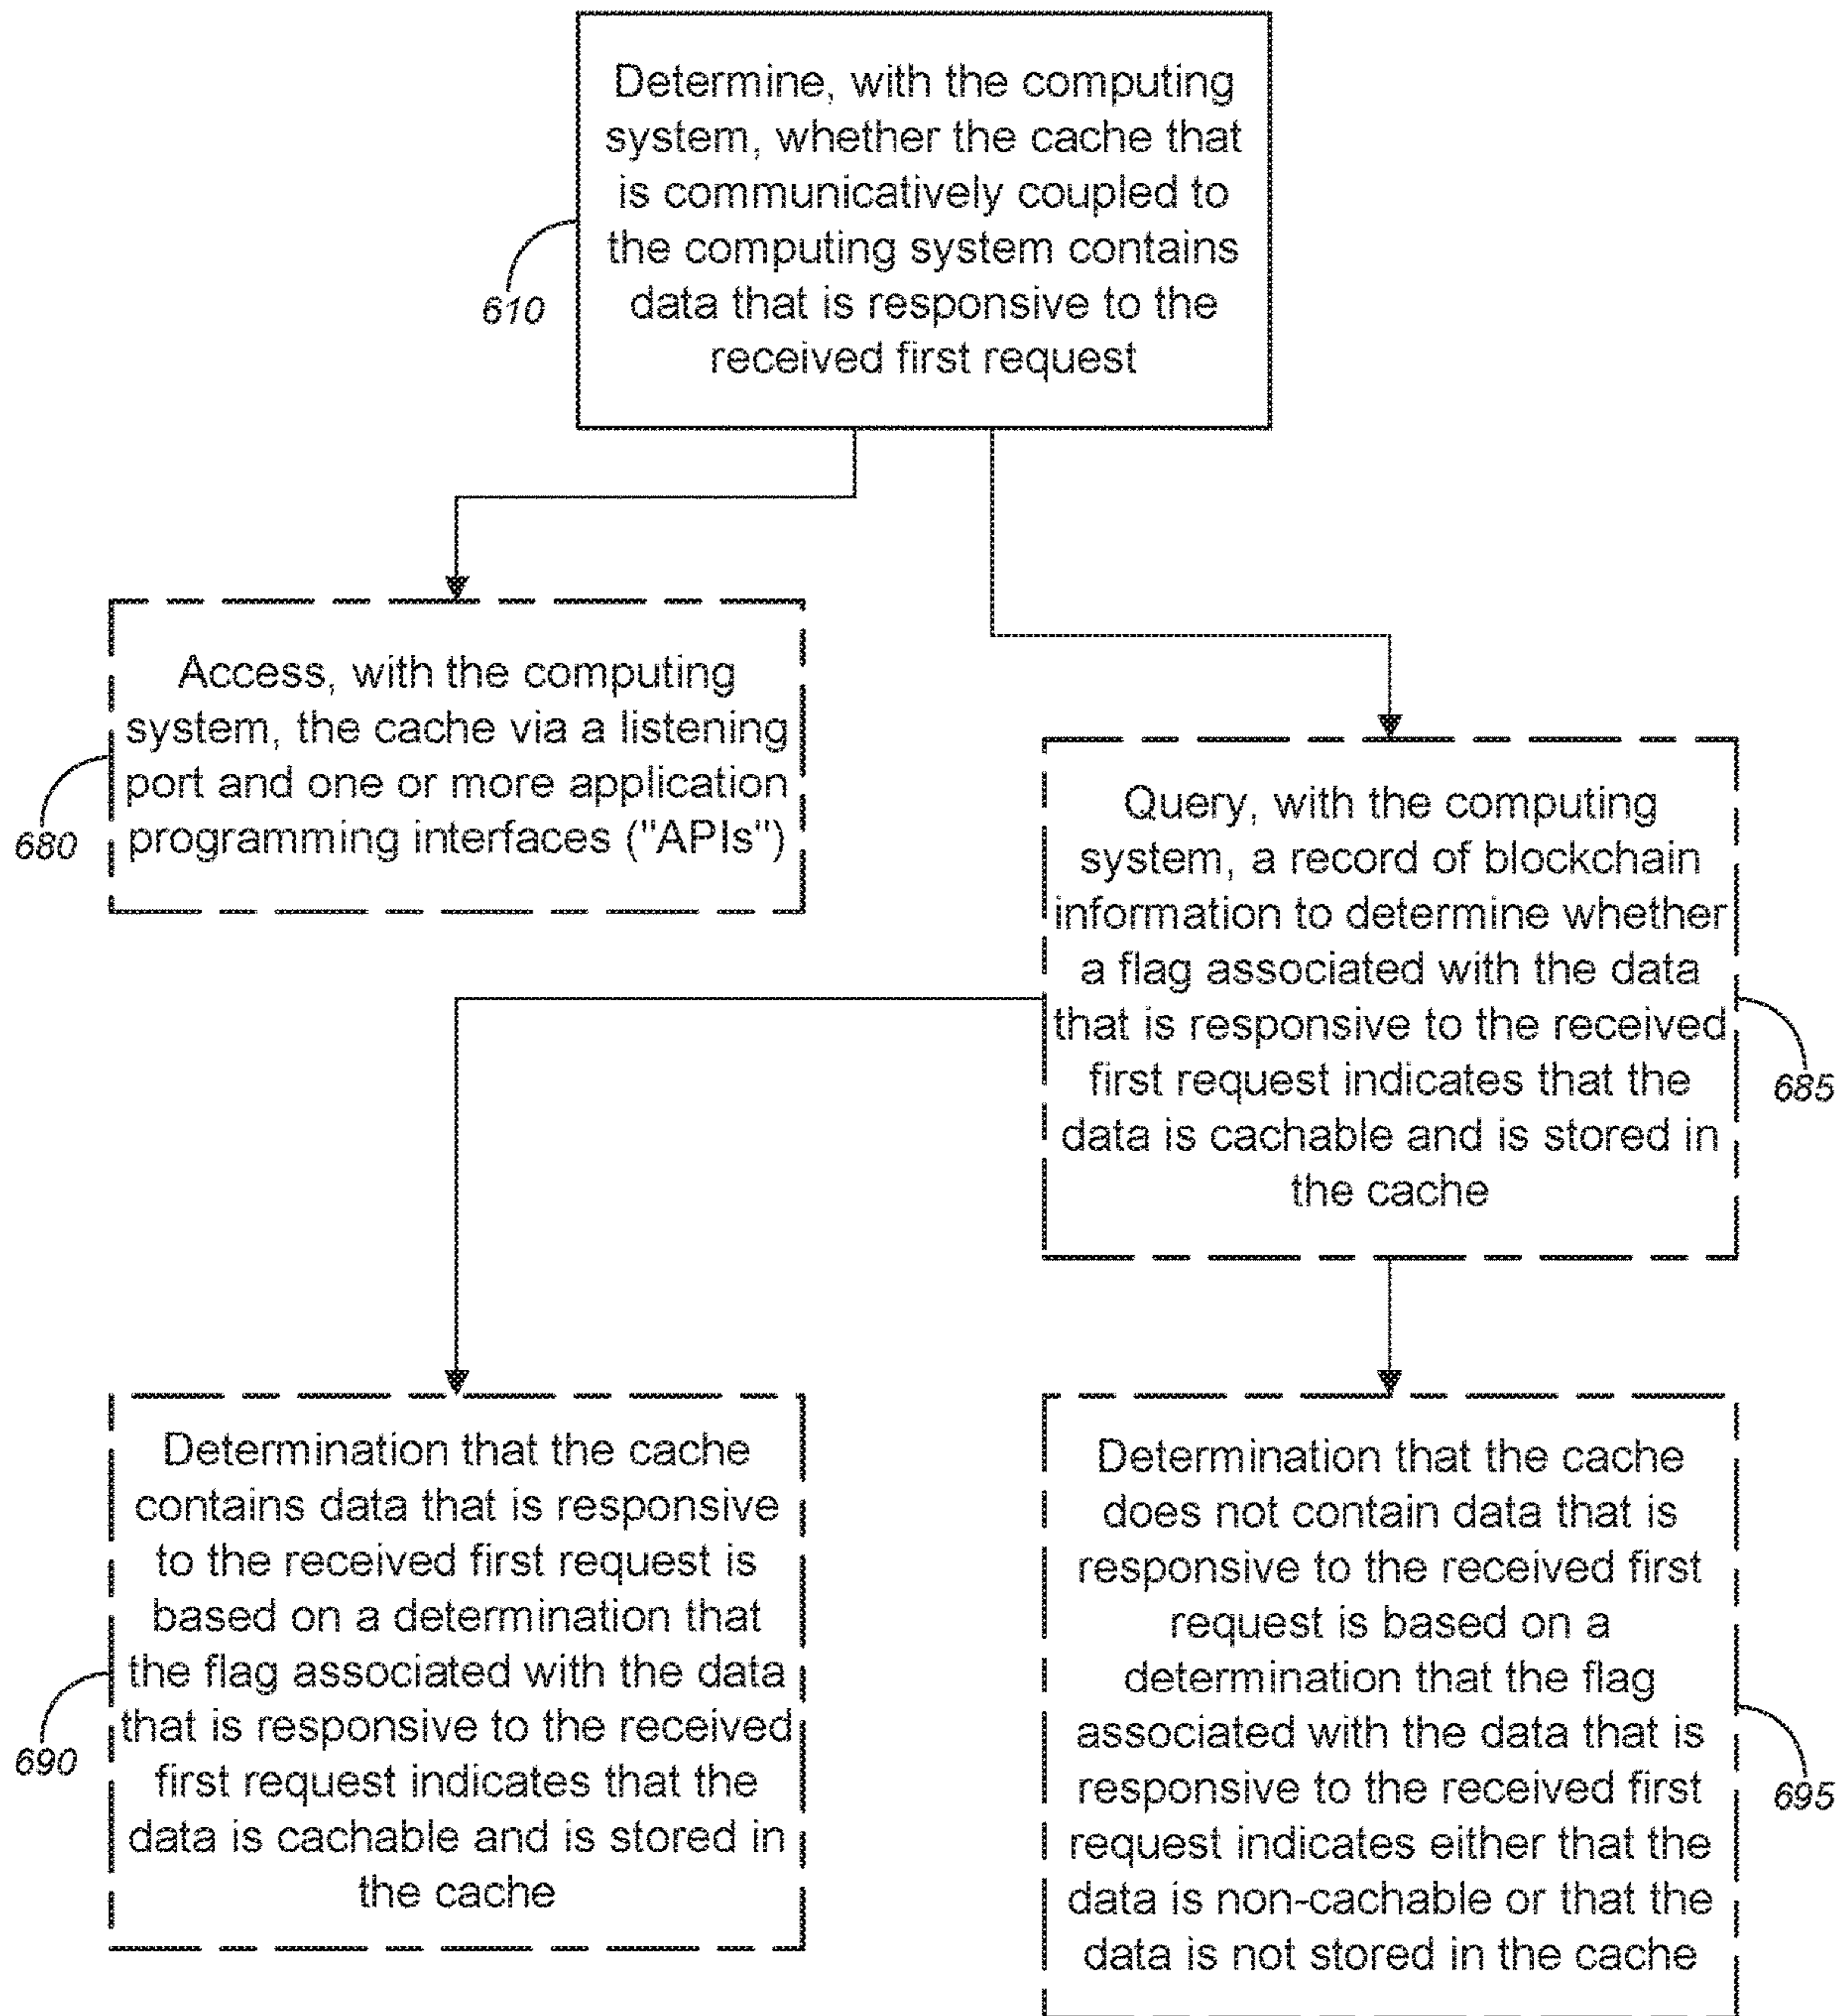 Determine, with the computing
system, whether the cache that
is communicatively coupled to
the computing system contains
data that is responsive to the
received first request
610
Access, with the computing
system, the cache via a listening
port and one or more application
programming interfaces ("APIs")
680
Query, with the computing
system, a record of blockchain
information to determine whether
a flag associated with the data
that is responsive to the received
first request indicates that the
data is cachable and is stored in
the cache
685
Determination that the cache
contains data that is responsive
to the received first request is
based on a determination that
the flag associated with the data
that is responsive to the received
first request indicates that the
data is cachable and is stored in
the cache
690
Determination that the cache
does not contain data that is
responsive to the received first
request is based on a
determination that the flag
associated with the data that is
responsive to the received first
request indicates either that the
data is non-cachable or that the
data is not stored in the cache
695